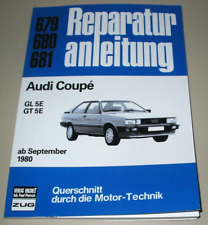 679
680
681
Reparatur
anleitung
Audi Coupé
GL 5E
GT 5E
ab September
1980
ZUG
Querschnitt
durch die Motor-Technik